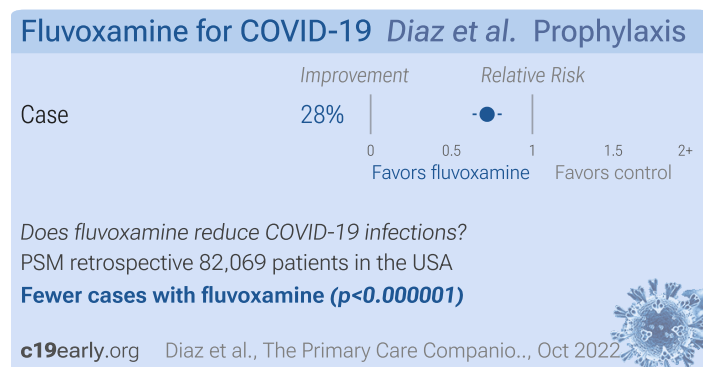 Fluvoxamine for COVID-19 Diaz et al. Prophylaxis
Improvement Relative Risk
Case 28%
0 0.5 1 1.5 2+
Favors fluvoxamine Favors control
Does fluvoxamine reduce COVID-19 infections?
PSM retrospective 82,069 patients in the USA
Fewer cases with fluvoxamine (p<0.000001)
c19early.org Diaz et al., The Primary Care Companio.., Oct 2022